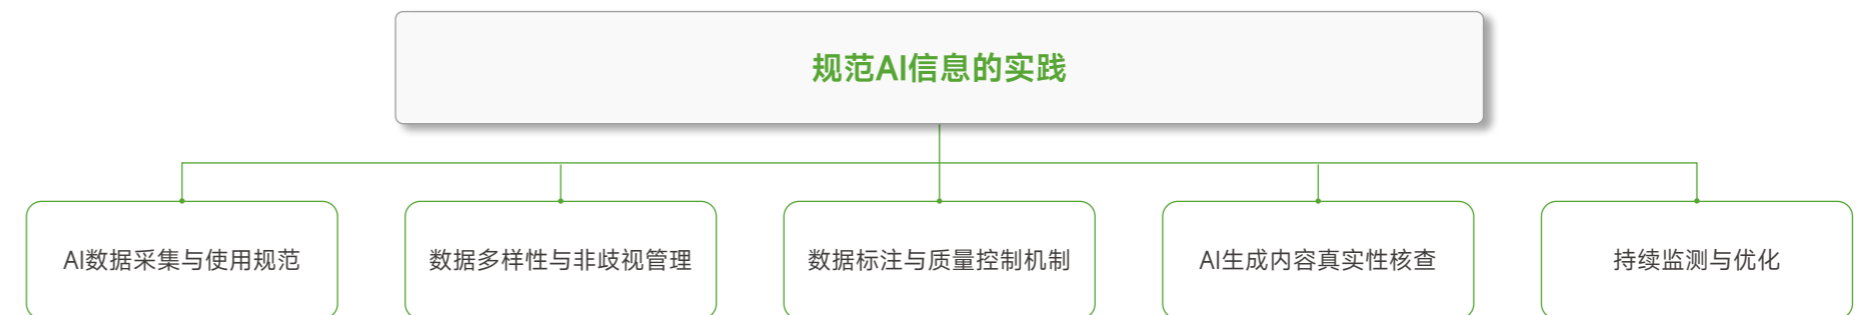 规范AI信息的实践
AI数据采集与使用规范
数据多样性与非歧视管理
数据标注与质量控制机制
AI生成内容真实性核查
持续监测与优化